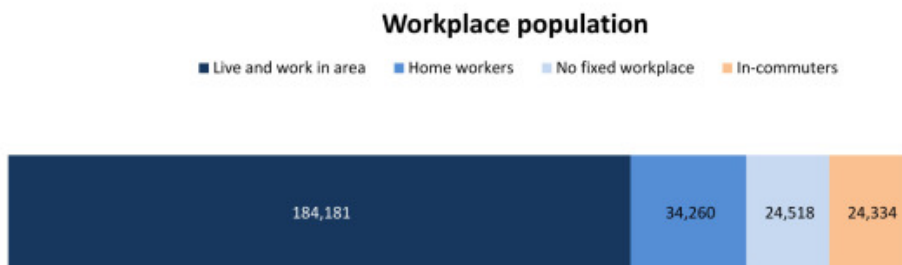 Workplace population
Live and work in area Home workers No fixed workplace In-commuters
184,181 34,260 24,518 24,334